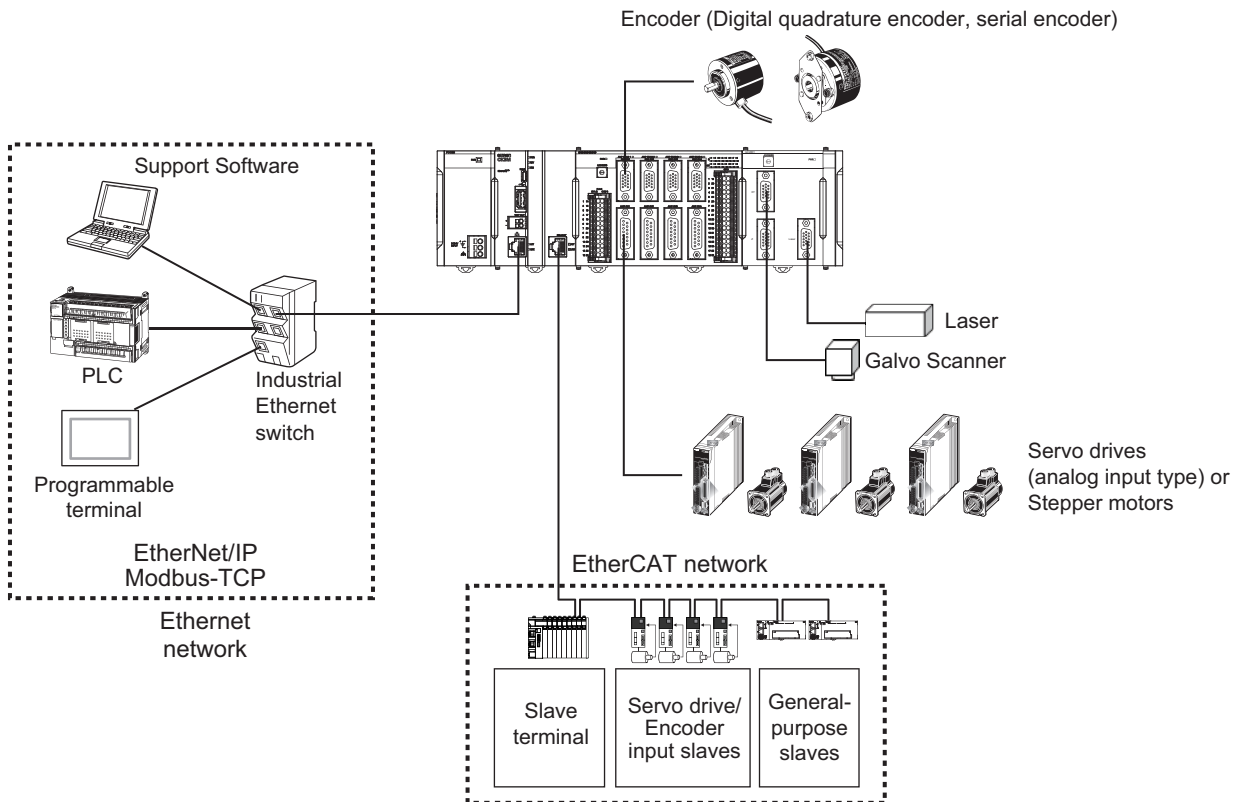 Encoder (Digital quadrature encoder, serial encoder)
Support Software
PLC
Industrial
Ethernet
switch
Programmable
terminal
EtherNet/IP
Modbus-TCP
Ethernet
network
Laser
Galvo Scanner
Servo drives
(analog input type) or
Stepper motors
EtherCAT network
Slave
terminal
Servo drive/
Encoder
input slaves
General-
purpose
slaves